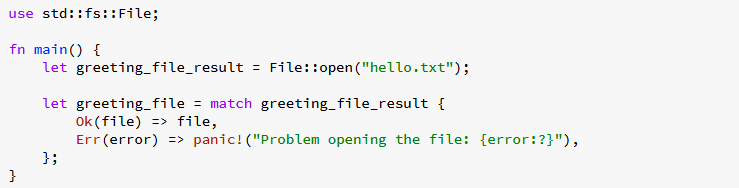 use std::fs::File;

fn main() {
    let greeting_file_result = File::open("hello.txt");

    let greeting_file = match greeting_file_result {
        Ok(file) => file,
        Err(error) => panic!("Problem opening the file: {error:?}"),
    };
}